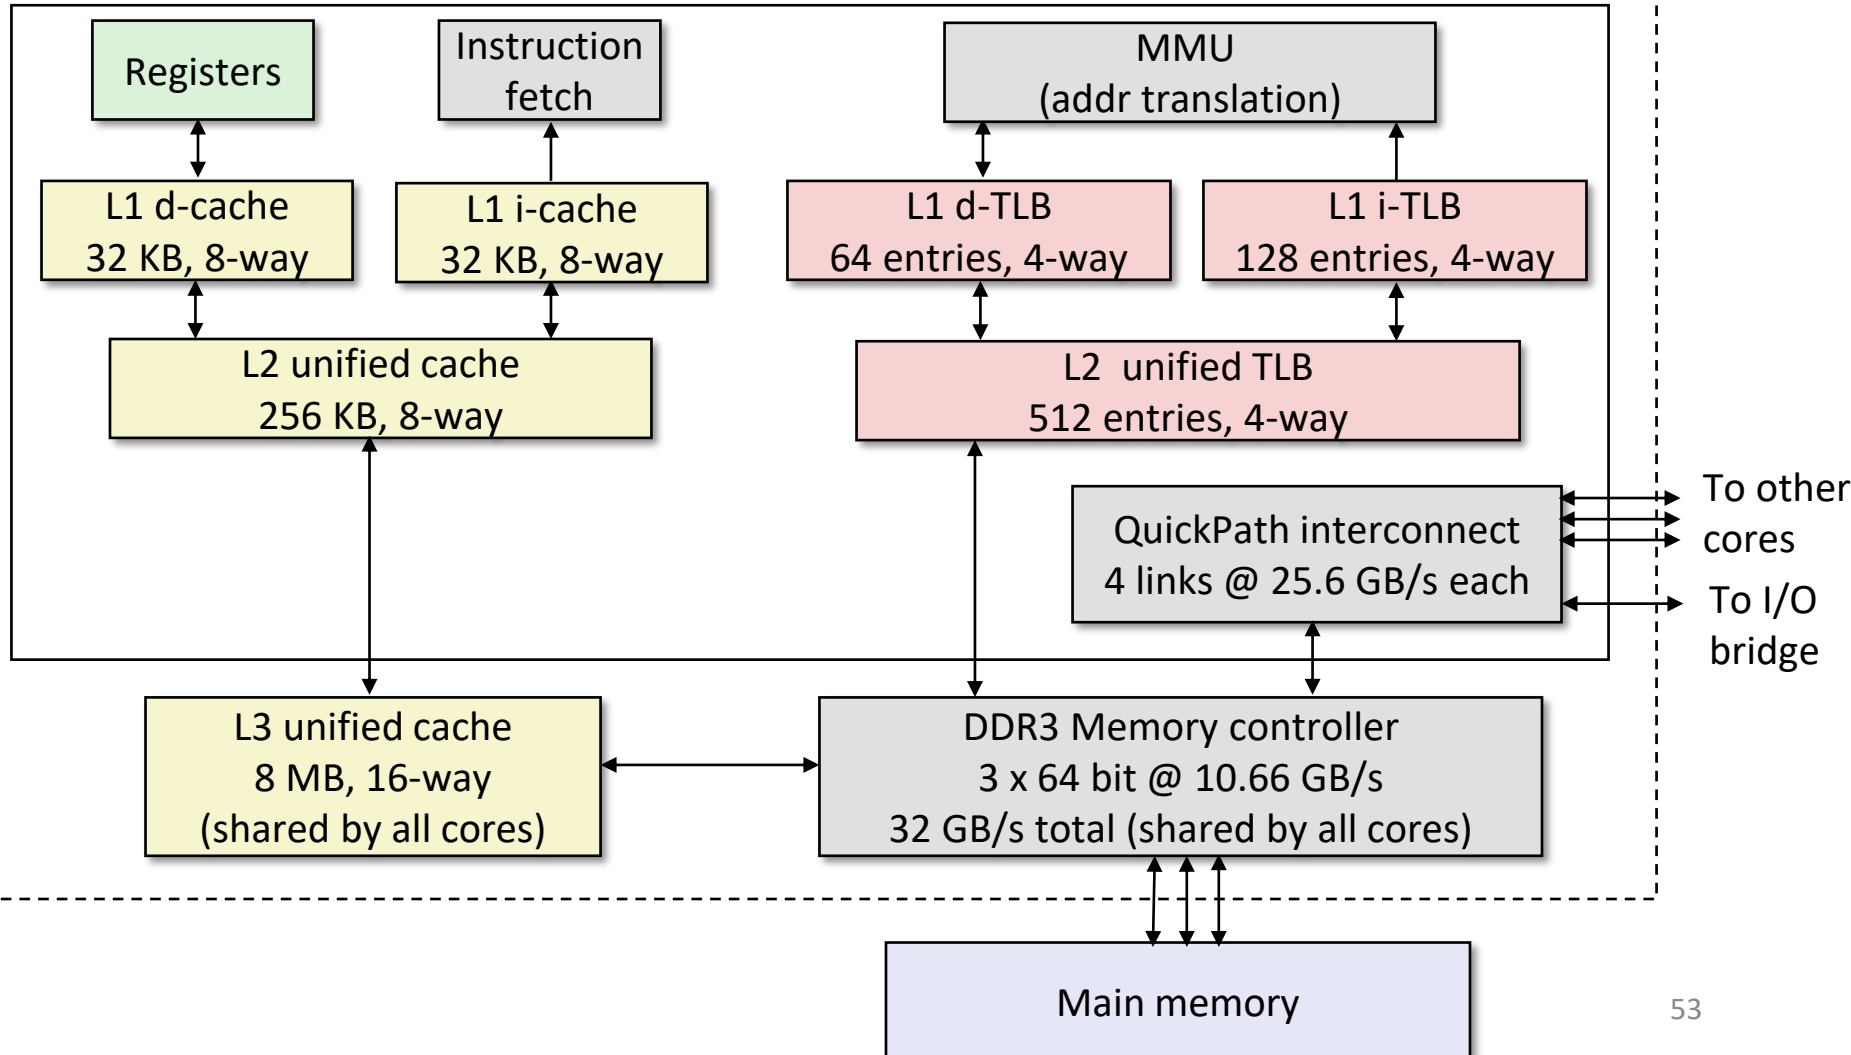 Registers
Instruction
fetch
MMU
(addr translation)
L1 d-cache
32 KB, 8-way
L1 i-cache
32 KB, 8-way
L1 d-TLB
64 entries, 4-way
L1 i-TLB
128 entries, 4-way
L2 unified cache
256 KB, 8-way
L2  unified TLB
512 entries, 4-way
QuickPath interconnect
4 links @ 25.6 GB/s each
To other
cores
To I/O
bridge
L3 unified cache
8 MB, 16-way
(shared by all cores)
DDR3 Memory controller
3 x 64 bit @ 10.66 GB/s
32 GB/s total (shared by all cores)
Main memory
53